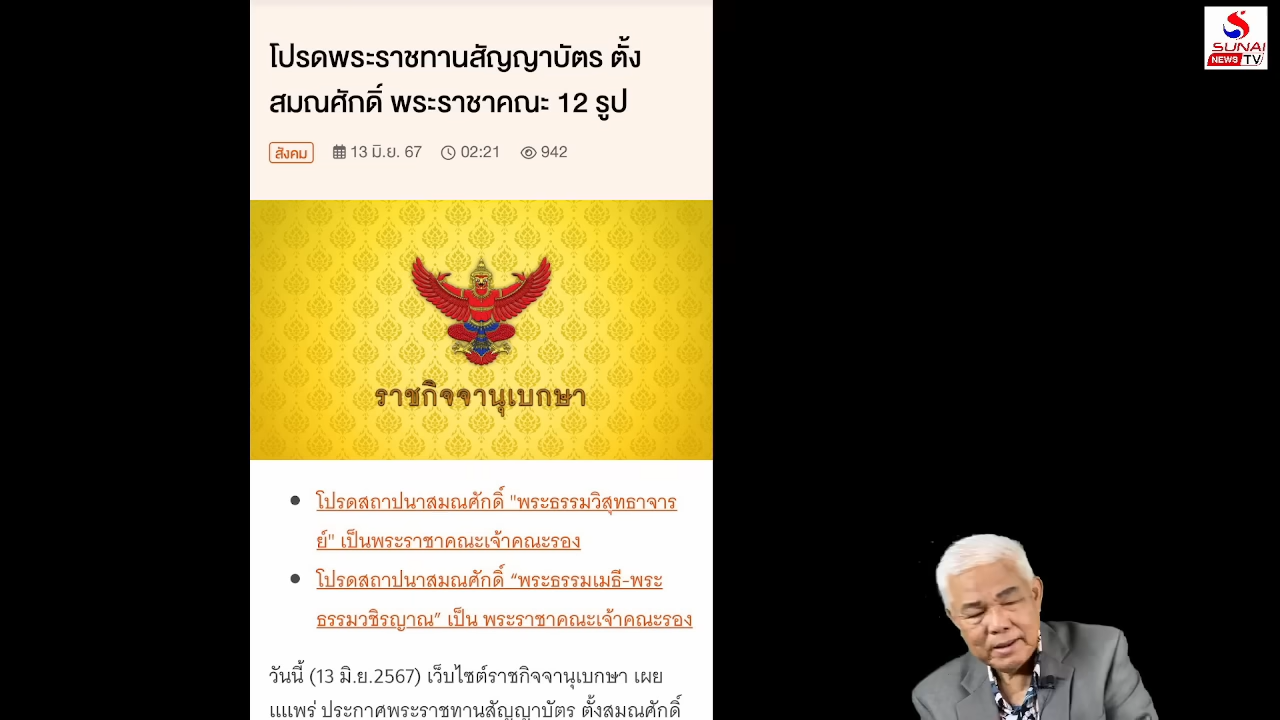 โปรดพระราชทานสัญญาบัตร ตั้ง
สมณศักดิ์ พระราชาคณะ 12 รูป
สังคม 13 มิ.ย. 67 02:21 942
SUNAI
NEWS TV
ราชกิจจานุเบกษา
โปรดสถาปนาสมณศักดิ์ "พระธรรมวิสุทธาจาร
ย์" เป็นพระราชาคณะเจ้าคณะรอง
โปรดสถาปนาสมณศักดิ์ “พระธรรมเมธี-พระ
ธรรมวชิรญาณ” เป็น พระราชาคณะเจ้าคณะรอง
วันนี้ (13 มิ.ย.2567) เว็บไซต์ราชกิจจานุเบกษา เผย
แแพร่ ประกาศพระราชทานสัญญาบัตร ตั้งสมณศักดิ์